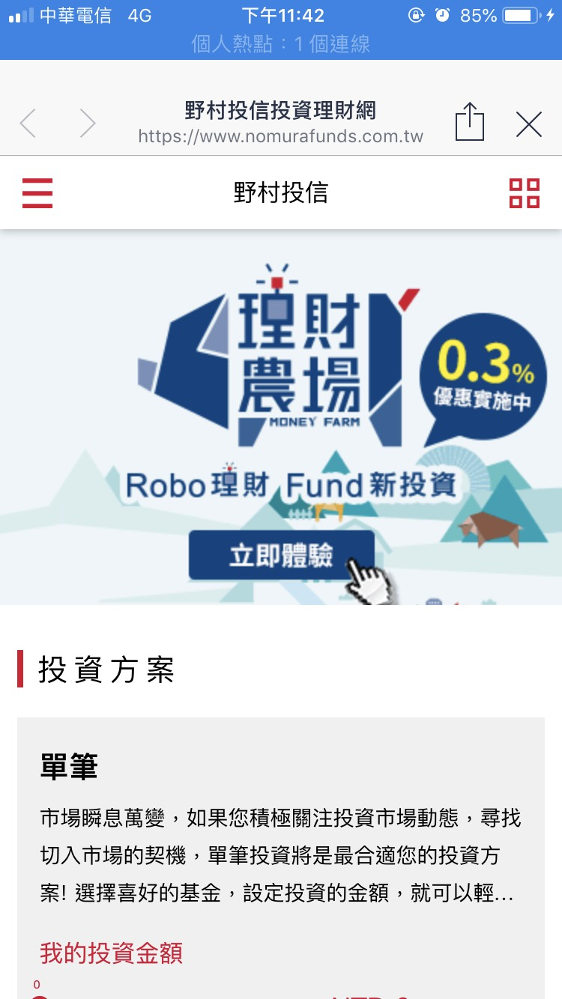 中華電信 4G 下午11:42 85%
個人熱點：1 個連線
野村投信投資理財網
https://www.nomurafunds.com.tw
野村投信
理財
農場
MONEY FARM
0.3%
優惠實施中
Robo理財 Fund新投資
立即體驗
投資方案
單筆
市場瞬息萬變，如果您積極關注投資市場動態，尋找
切入市場的契機，單筆投資將是最合適您的投資方
案! 選擇喜好的基金，設定投資的金額，就可以輕...
我的投資金額
0